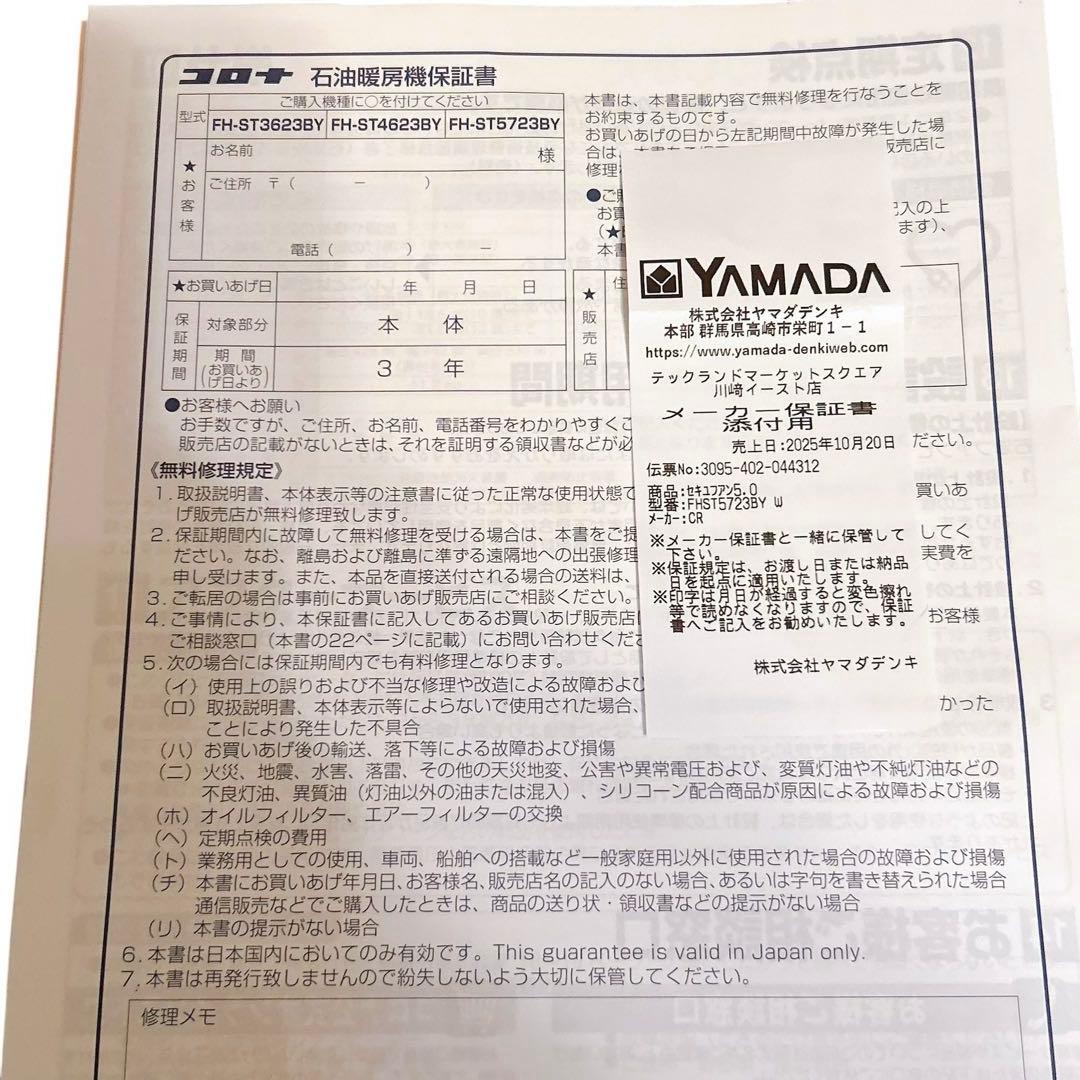 コロナ 石油暖房機保証書
型式
ご購入機種に○を付けてください
FH-ST3623BY FH-ST4623BY FH-ST5723BY
★お客様
お名前 様
ご住所 〒( − )
電話( ) −
★お買いあげ日 年 月 日
保証期間
対象部分 本 体
期 間(お買いあげ日より) 3 年
★販売店
住
本書は、本書記載内容で無料修理を行なうことを
お約束するものです。
お買いあげの日から左記期間中故障が発生した場
合は、
販売店に
修理
●ご
記入の上
お買
(★
ます)、
本書
●お客様へお願い
お手数ですが、ご住所、お名前、電話番号をわかりやすくご
ださい。
販売店の記載がないときは、それを証明する領収書などが必
《無料修理規定》
1. 取扱説明書、本体表示等の注意書に従った正常な使用状態で
買いあ
げ販売店が無料修理致します。
2. 保証期間内に故障して無料修理を受ける場合は、本書をご提
してく
ださい。なお、離島および離島に準ずる遠隔地への出張修理
実費を
申し受けます。また、本品を直接送付される場合の送料は、
3. ご転居の場合は事前にお買いあげ販売店にご相談ください。
4. ご事情により、本保証書に記入してあるお買いあげ販売店
お客様
ご相談窓口(本書の22ページに記載)にお問い合わせくだ
5. 次の場合には保証期間内でも有料修理となります。
(イ) 使用上の誤りおよび不当な修理や改造による故障およ
(ロ) 取扱説明書、本体表示等によらないで使用された場合、
かった
ことにより発生した不具合
(ハ) お買いあげ後の輸送、落下等による故障および損傷
(ニ) 火災、地震、水害、落雷、その他の天災地変、公害や異常電圧および、変質灯油や不純灯油などの
不良灯油、異質油(灯油以外の油または混入)、シリコーン配合商品が原因による故障および損傷
(ホ) オイルフィルター、エアーフィルターの交換
(ヘ) 定期点検の費用
(ト) 業務用としての使用、車両、船舶への搭載など一般家庭用以外に使用された場合の故障および損傷
(チ) 本書にお買いあげ年月日、お客様名、販売店名の記入のない場合、あるいは字句を書き替えられた場合
通信販売などでご購入したときは、商品の送り状・領収書などの提示がない場合
(リ) 本書の提示がない場合
6. 本書は日本国内においてのみ有効です。This guarantee is valid in Japan only.
7. 本書は再発行致しませんので紛失しないよう大切に保管してください。
修理メモ
YAMADA
株式会社ヤマダデンキ
本部 群馬県高崎市栄町1−1
https://www.yamada-denkiweb.com
テックランドマーケットスクエア
川崎イースト店
メーカー保証書
添付用
売上日:2025年10月20日
伝票No:3095-402-044312
商品:ｾｷﾕﾌｱﾝ5.0
型番:FHST5723BY W
ﾒｰｶｰ:CR
※メーカー保証書と一緒に保管して
下さい。
※保証規定は、お渡し日または納品
日を起点に適用いたします。
※印字は月日が経過すると変色擦れ
等で読めなくなりますので、保証
書へご記入をお勧めいたします。
株式会社ヤマダデンキ